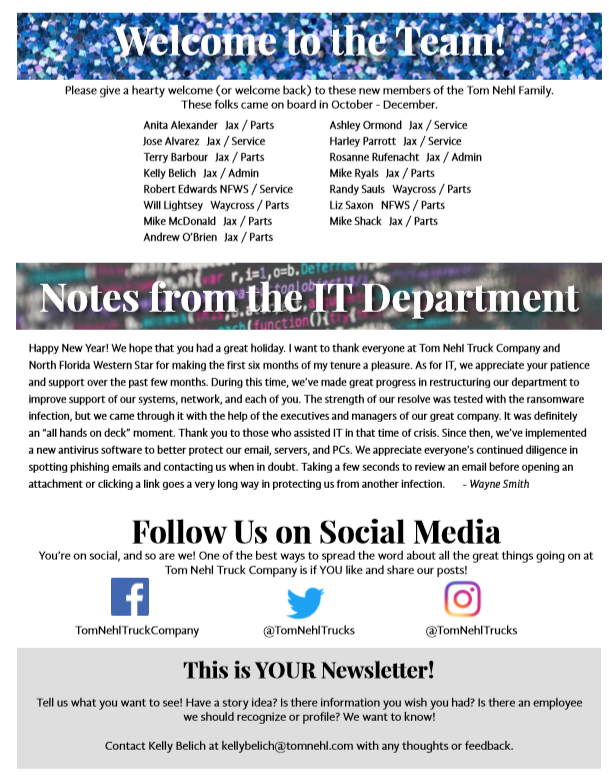 Welcome to the Team!
Please give a hearty welcome (or welcome back) to these new members of the Tom Nehl Family.
These folks came on board in October - December.
Anita Alexander Jax / Parts
Jose Alvarez Jax / Service
Terry Barbour Jax / Parts
Kelly Belich Jax / Admin
Robert Edwards NFWS / Service
Will Lightsey Waycross / Parts
Mike McDonald Jax / Parts
Andrew O'Brien Jax / Parts
Ashley Ormond Jax / Service
Harley Parrott Jax / Service
Rosanne Rufenacht Jax / Admin
Mike Ryals Jax / Parts
Randy Sauls Waycross / Parts
Liz Saxon NFWS / Parts
Mike Shack Jax / Parts
r,i=1,o=b.
Notes from the IT Department
(function(){
Happy New Year! We hope that you had a great holiday. I want to thank everyone at Tom Nehl Truck Company and
North Florida Western Star for making the first six months of my tenure a pleasure. As for IT, we appreciate your patience
and support over the past few months. During this time, we've made great progress in restructuring our department to
improve support of our systems, network, and each of you. The strength of our resolve was tested with the ransomware
infection, but we came through it with the help of the executives and managers of our great company. It was definitely
an "all hands on deck" moment. Thank you to those who assisted IT in that time of crisis. Since then, we've implemented
a new antivirus software to better protect our email, servers, and PCs. We appreciate everyone's continued diligence in
spotting phishing emails and contacting us when in doubt. Taking a few seconds to review an email before opening an
attachment or clicking a link goes a very long way in protecting us from another infection. - Wayne Smith
Follow Us on Social Media
You're on social, and so are we! One of the best ways to spread the word about all the great things going on at
Tom Nehl Truck Company is if YOU like and share our posts!
TomNehlTruckCompany @TomNehlTrucks @TomNehlTrucks
This is YOUR Newsletter!
Tell us what you want to see! Have a story idea? Is there information you wish you had? Is there an employee
we should recognize or profile? We want to know!
Contact Kelly Belich at kellybelich@tomnehl.com with any thoughts or feedback.